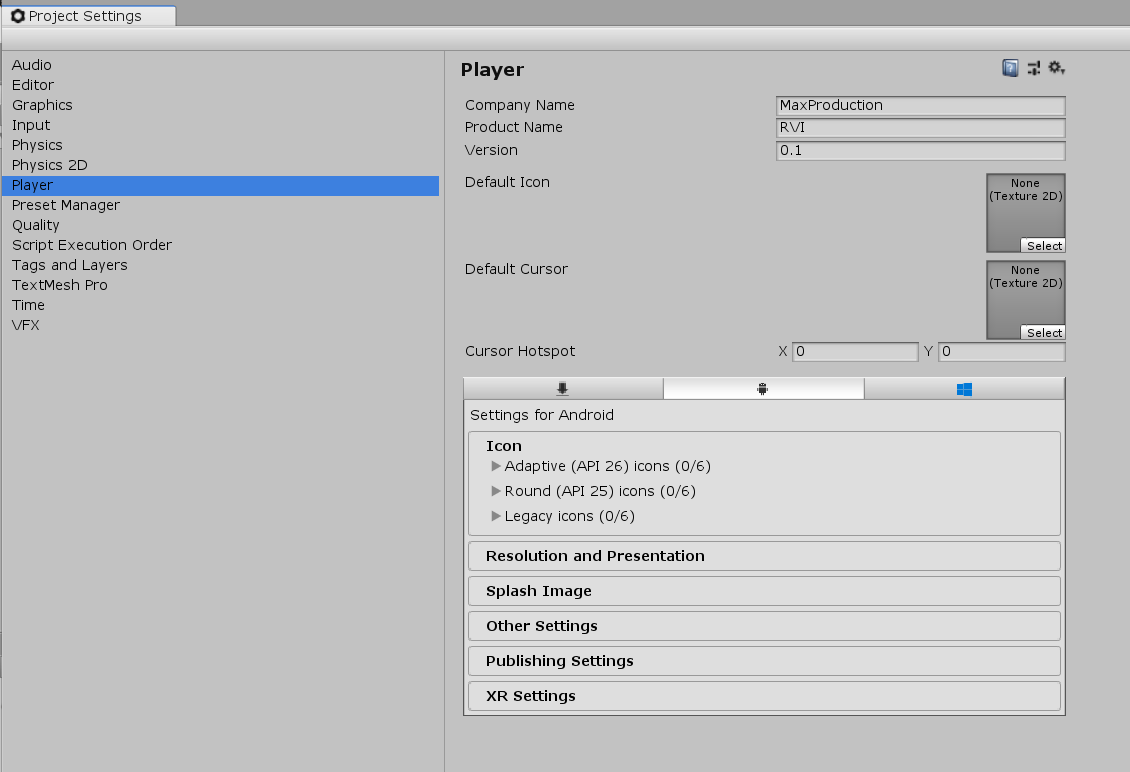 Project Settings
Audio
Editor
Graphics
Input
Physics
Physics 2D
Player
Preset Manager
Quality
Script Execution Order
Tags and Layers
TextMesh Pro
Time
VFX
Player
Company Name MaxProduction
Product Name RVI
Version 0.1
Default Icon
None
(Texture 2D)
Select
Default Cursor
None
(Texture 2D)
Select
Cursor Hotspot X 0 Y 0
Settings for Android
Icon
Adaptive (API 26) icons (0/6)
Round (API 25) icons (0/6)
Legacy icons (0/6)
Resolution and Presentation
Splash Image
Other Settings
Publishing Settings
XR Settings